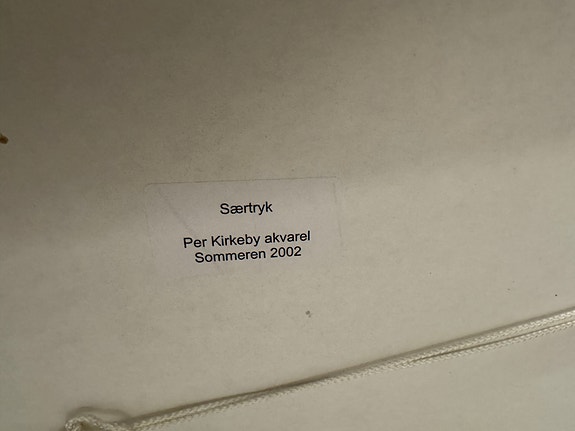 Særtryk
Per Kirkeby akvarel
Sommeren 2002